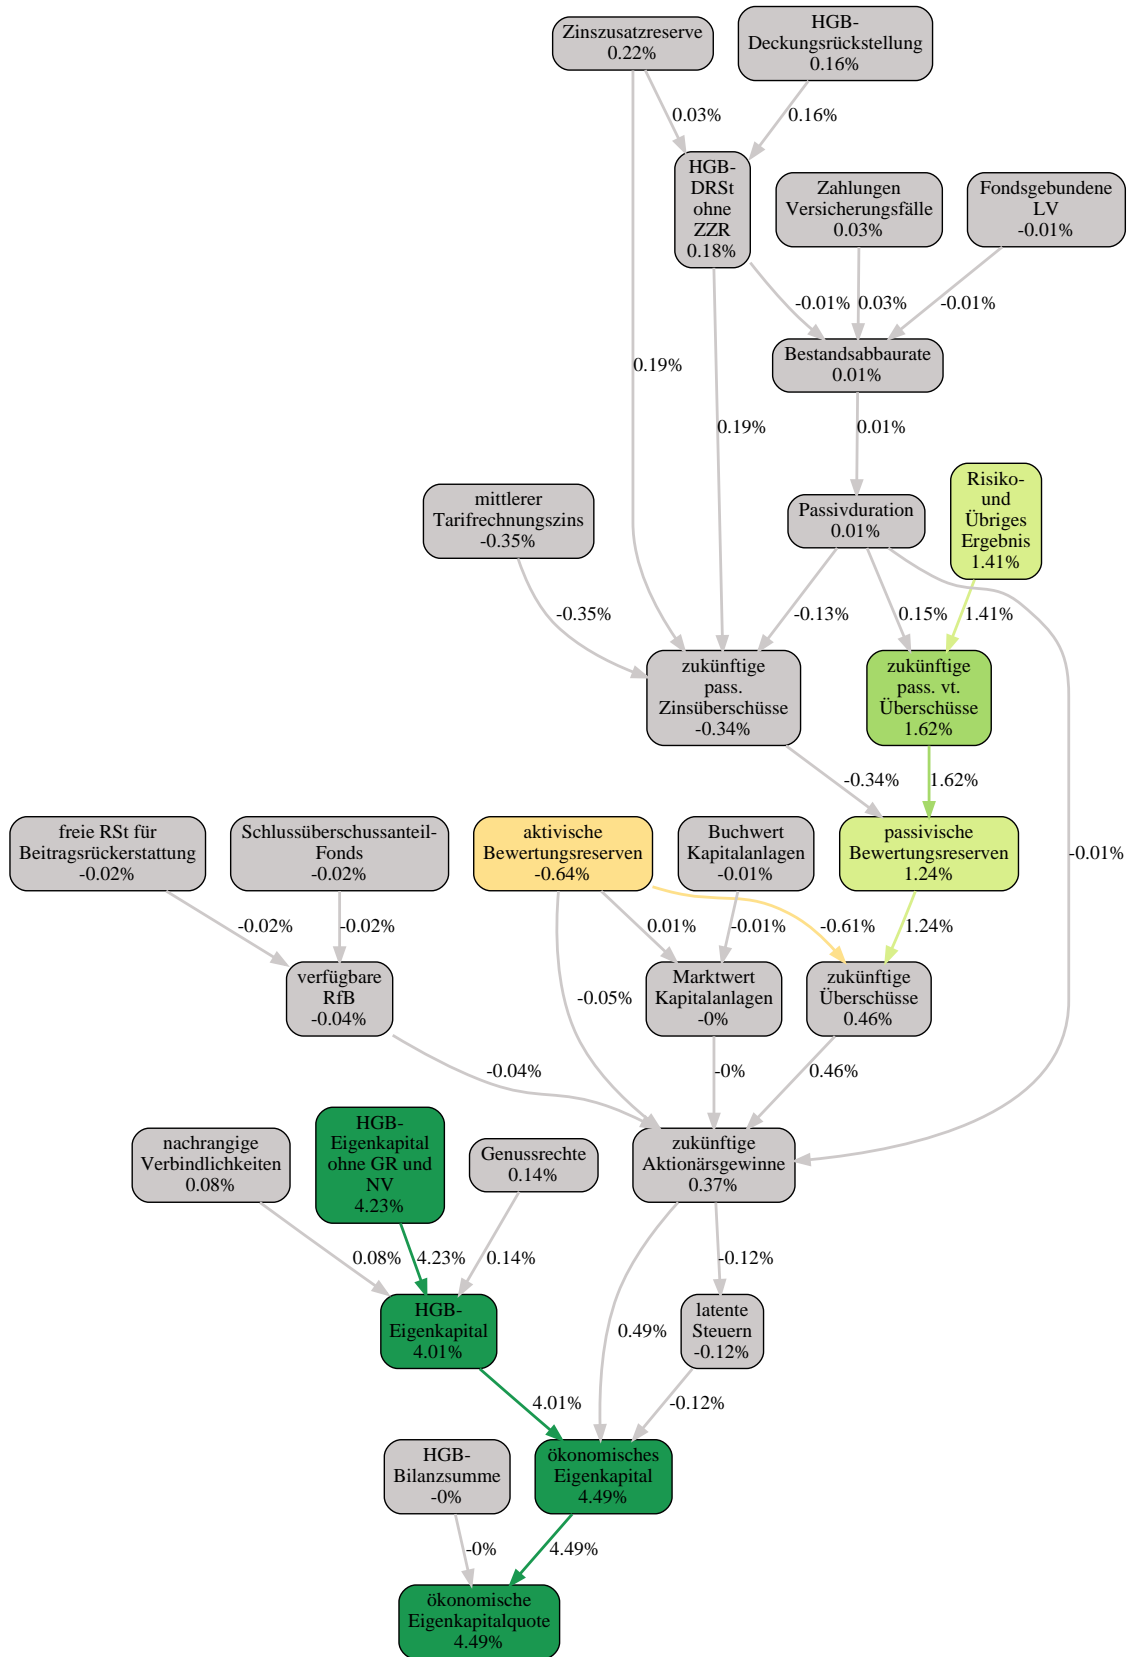 Zinszusatzreserve
0.22%
HGB-
Deckungsrückstellung
0.16%
0.03%
0.16%
HGB-
DRSt
ohne
ZZR
0.18%
Zahlungen
Versicherungsfälle
0.03%
Fondsgebundene
LV
-0.01%
-0.01%
0.03%
-0.01%
Bestandsabbaurate
0.01%
0.19%
0.19%
0.01%
mittlerer
Tarifrechnungszins
-0.35%
Passivduration
0.01%
Risiko-
und
Übriges
Ergebnis
1.41%
-0.35%
-0.13%
0.15%
1.41%
zukünftige
pass.
Zinsüberschüsse
-0.34%
zukünftige
pass. vt.
Überschüsse
1.62%
-0.34%
1.62%
freie RSt für
Beitragsrückerstattung
-0.02%
Schlussüberschussanteil-
Fonds
-0.02%
aktivische
Bewertungsreserven
-0.64%
Buchwert
Kapitalanlagen
-0.01%
passivische
Bewertungsreserven
1.24%
-0.01%
-0.02%
-0.02%
0.01%
-0.01%
-0.61%
1.24%
verfügbare
RfB
-0.04%
-0.05%
Marktwert
Kapitalanlagen
-0%
zukünftige
Überschüsse
0.46%
-0.04%
-0%
0.46%
nachrangige
Verbindlichkeiten
0.08%
HGB-
Eigenkapital
ohne GR und
NV
4.23%
Genussrechte
0.14%
zukünftige
Aktionärsgewinne
0.37%
0.08%
4.23%
0.14%
-0.12%
HGB-
Eigenkapital
4.01%
0.49%
latente
Steuern
-0.12%
4.01%
-0.12%
HGB-
Bilanzsumme
-0%
ökonomisches
Eigenkapital
4.49%
-0%
4.49%
ökonomische
Eigenkapitalquote
4.49%